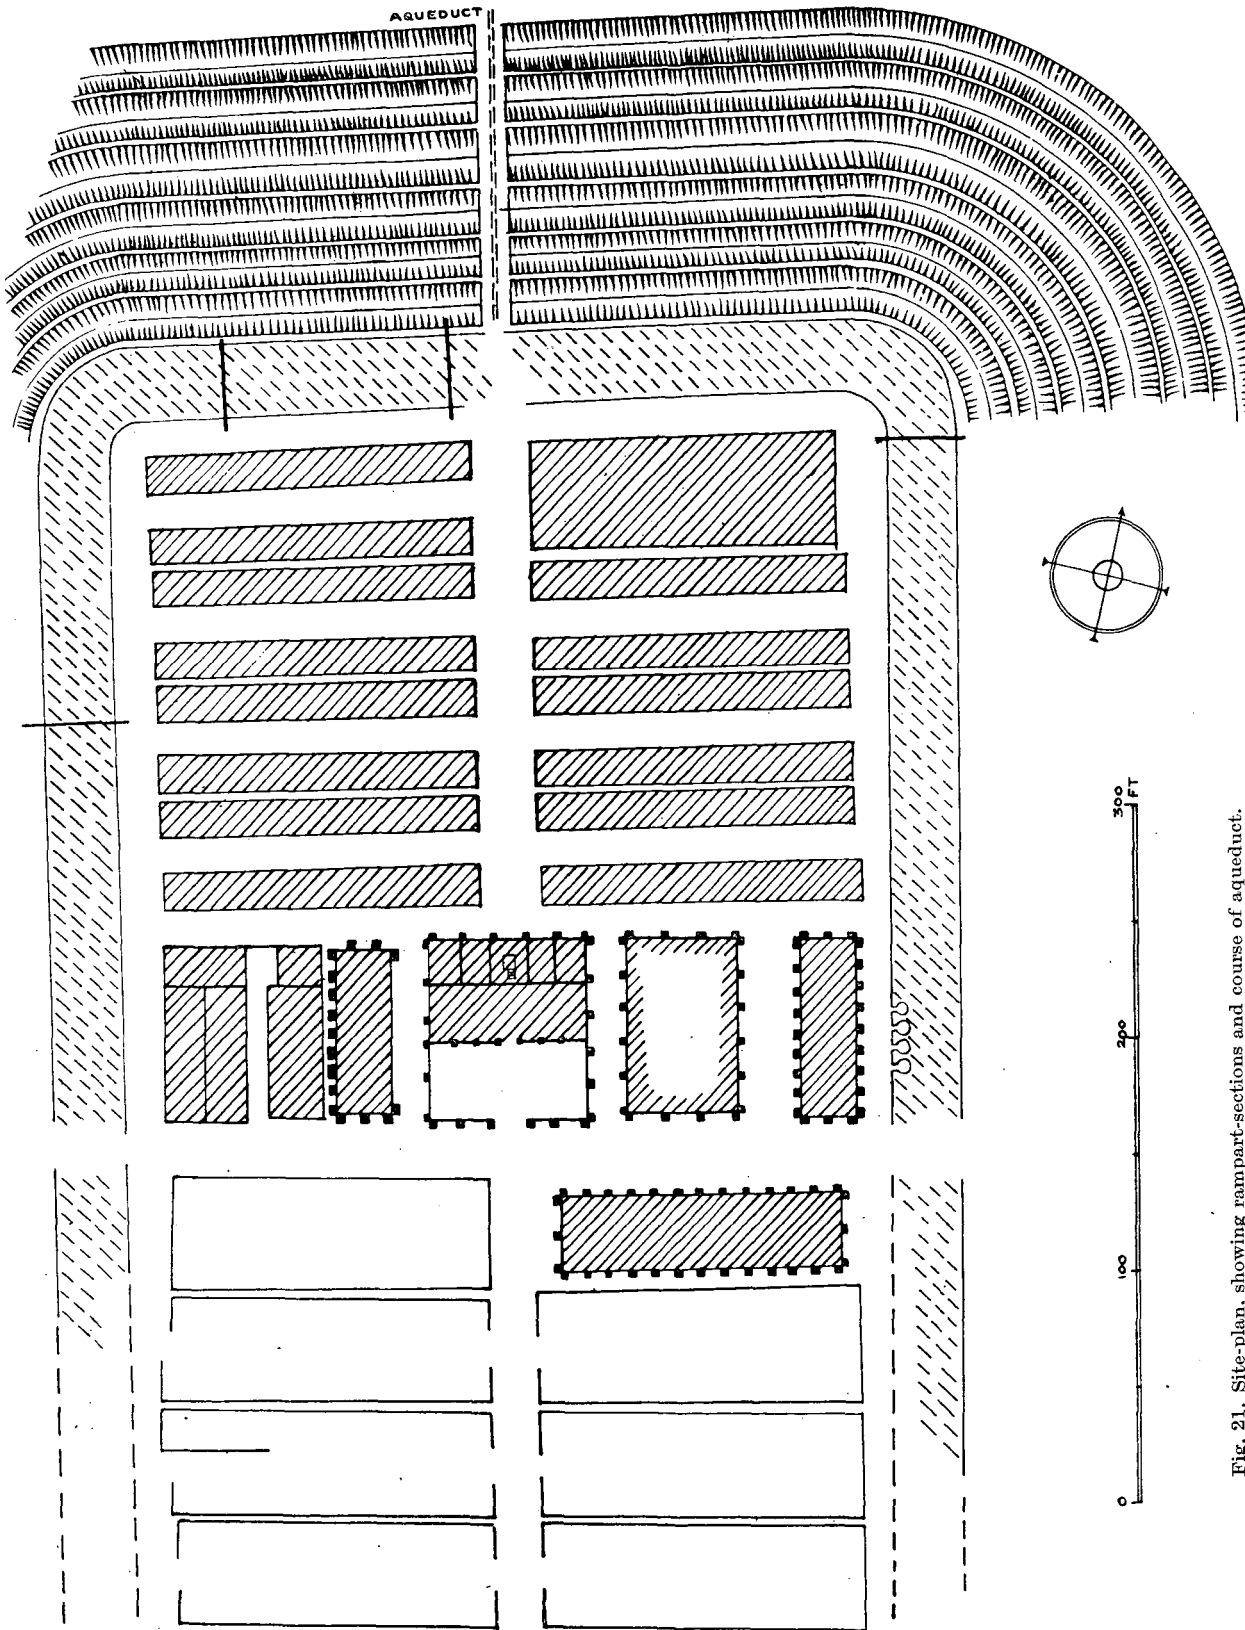 AQUEDUCT
300
FT
200
100
0
Fig. 21. Site-plan, showing rampart-sections and course of aqueduct.